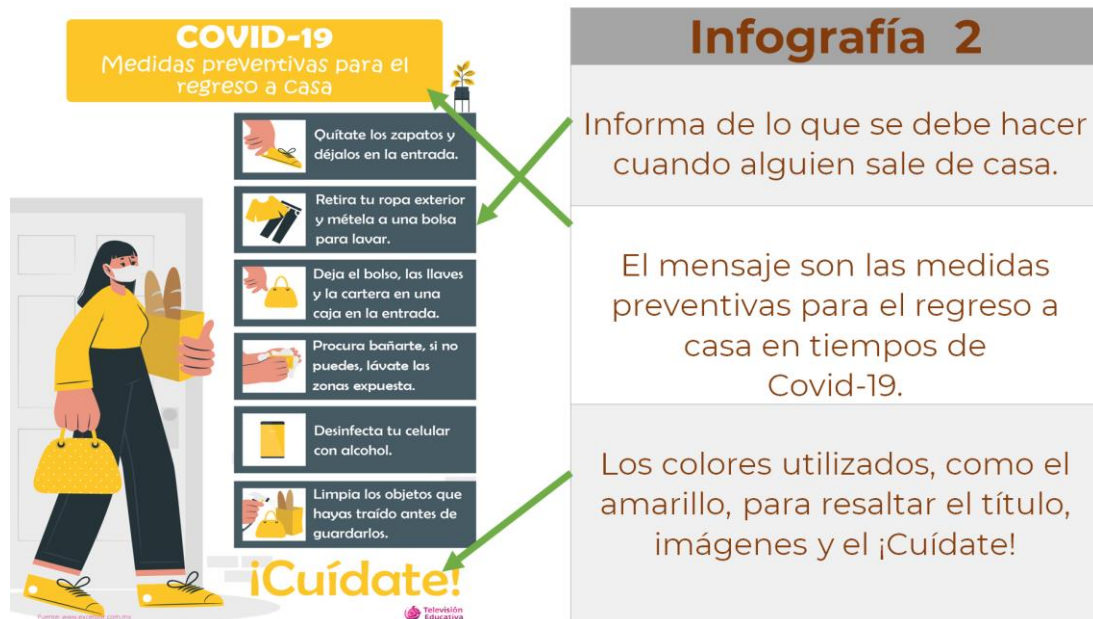 COVID-19
Medidas preventivas para el
regreso a casa
Quítate los zapatos y
déjalos en la entrada.
Retira tu ropa exterior
y métela a una bolsa
para lavar.
Deja el bolso, las llaves
y la cartera en una
caja en la entrada.
Procura bañarte, si no
puedes, lávate las
zonas expuesta.
Desinfecta tu celular
con alcohol.
Limpia los objetos que
hayas traído antes de
guardarlos.
¡Cuídate!
Televisión
Educativa
Infografía 2
Informa de lo que se debe hacer
cuando alguien sale de casa.
El mensaje son las medidas
preventivas para el regreso a
casa en tiempos de
Covid-19.
Los colores utilizados, como el
amarillo, para resaltar el título,
imágenes y el ¡Cuídate!